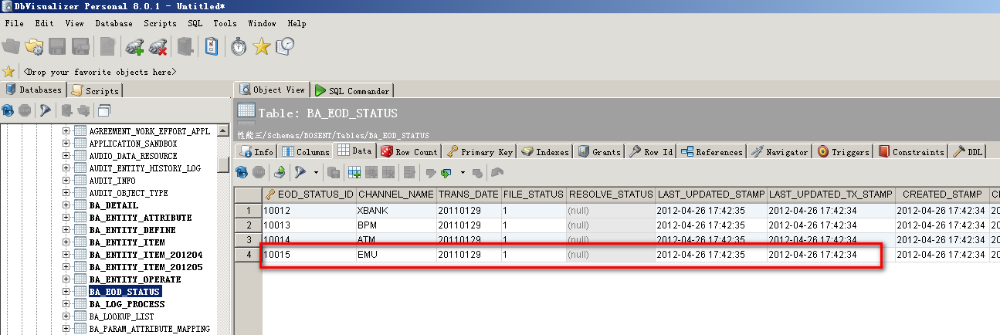 DbVisualizer Personal 8.0.1 - Untitled*
File Edit View Database Scripts SQL Tools Window Help
<Drop your favorite objects here>
Databases Scripts
Object View SQL Commander
Table: BA_EOD_STATUS
性能三/Schemas/BOSENT/Tables/BA_EOD_STATUS
Info Columns Data Row Count Primary Key Indexes Grants Row Id References Navigator Triggers Constraints DDL
AGREEMENT_WORK_EFFORT_APPL
APPLICATION_SANDBOX
AUDIO_DATA_RESOURCE
AUDIT_ENTITY_HISTORY_LOG
AUDIT_INFO
AUDIT_OBJECT_TYPE
BA_DETAIL
BA_ENTITY_ATTRIBUTE
BA_ENTITY_DEFINE
BA_ENTITY_ITEM
BA_ENTITY_ITEM_201204
BA_ENTITY_ITEM_201205
BA_ENTITY_OPERATE
BA_EOD_STATUS
BA_LOG_PROCESS
BA_LOOKUP_LIST
BA_PARAM_ATTRIBUTE_MAPPING
EOD_STATUS_ID CHANNEL_NAME TRANS_DATE FILE_STATUS RESOLVE_STATUS LAST_UPDATED_STAMP LAST_UPDATED_TX_STAMP CREATED_STAMP
1 10012 XBANK 20110129 1 (null) 2012-04-26 17:42:35 2012-04-26 17:42:34 2012-04-26 17:42:34
2 10013 BPM 20110129 1 (null) 2012-04-26 17:42:35 2012-04-26 17:42:34 2012-04-26 17:42:34
3 10014 ATM 20110129 1 (null) 2012-04-26 17:42:35 2012-04-26 17:42:34 2012-04-26 17:42:34
4 10015 EMU 20110129 1 (null) 2012-04-26 17:42:35 2012-04-26 17:42:34 2012-04-26 17:42:34